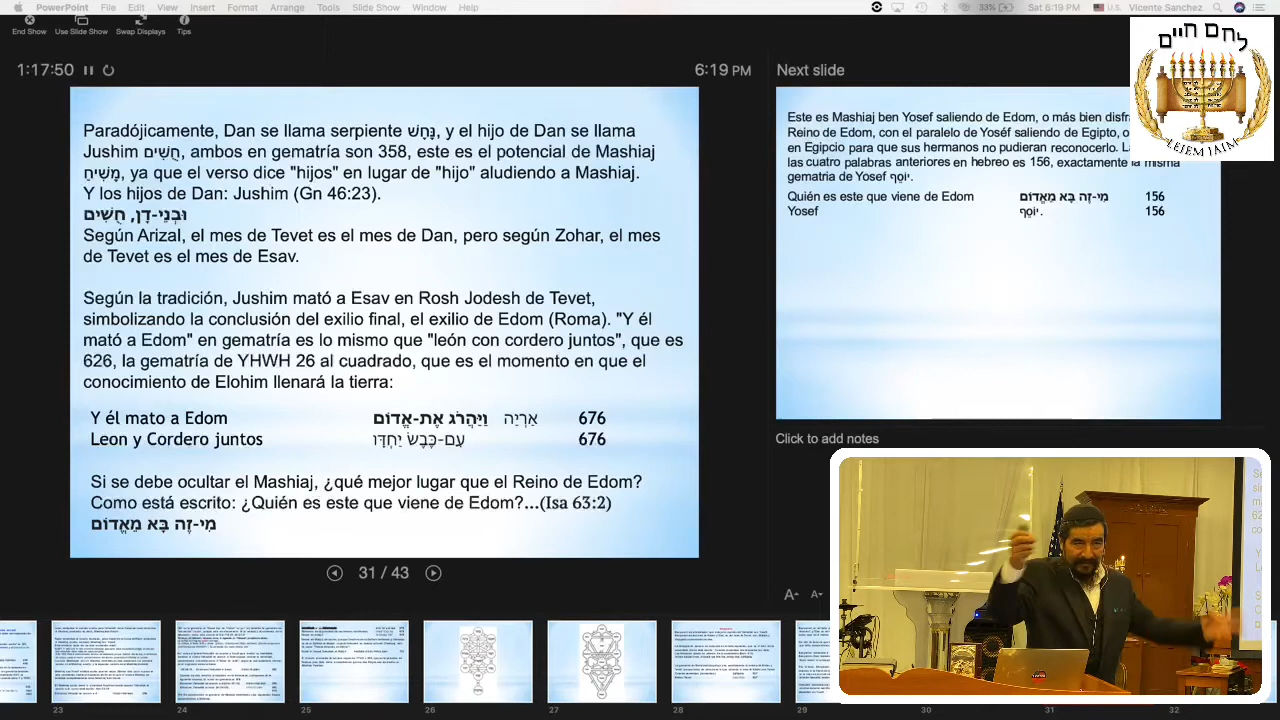 PowerPoint File Edit View Insert Format Arrange Tools Slide Show Window Help
33% Sat 6:19 PM U.S. Vicente Sanchez
End Show Use Slide Show Swap Displays Tips
1:17:50
6:19 PM
Next slide
Paradójicamente, Dan se llama serpiente נָּחָשׁ, y el hijo de Dan se llama
Jushim חֻשִׁים, ambos en gematría son 358, este es el potencial de Mashiaj
מָשִׁיחַ, ya que el verso dice "hijos" en lugar de "hijo" aludiendo a Mashiaj.
Y los hijos de Dan: Jushim (Gn 46:23).
וּבְנֵי-דָן, חֻשִׁים
Según Arizal, el mes de Tevet es el mes de Dan, pero según Zohar, el mes
de Tevet es el mes de Esav.
Según la tradición, Jushim mató a Esav en Rosh Jodesh de Tevet,
simbolizando la conclusión del exilio final, el exilio de Edom (Roma). "Y él
mató a Edom" en gematría es lo mismo que "león con cordero juntos", que es
626, la gematría de YHWH 26 al cuadrado, que es el momento en que el
conocimiento de Elohim llenará la tierra:
Y él mato a Edom וַיַּהֲרֹג אֶת-אֱדוֹם אַרְיַה 676
Leon y Cordero juntos עִם-כֶּבֶשׂ יַחְדָּו 676
Si se debe ocultar el Mashiaj, ¿qué mejor lugar que el Reino de Edom?
Como está escrito: ¿Quién es este que viene de Edom?...(Isa 63:2)
מִי-זֶה בָּא מֵאֱדוֹם
31 / 43
Este es Mashiaj ben Yosef saliendo de Edom, o más bien
Reino de Edom, con el paralelo de Yoséf saliendo de Egipto, o
en Egipcio para que sus hermanos no pudieran reconocerlo.
las cuatro palabras anteriores en hebreo es 156, exactamente la misma
gematria de Yosef יוֹסֵף.
Quién es este que viene de Edom מִי-זֶה בָּא מֵאֱדוֹם 156
Yosef יוֹסֵף. 156
לחם חיים
LEJEM JAIM
Click to add notes
23 24 25 26 27 28 29 30 31 32